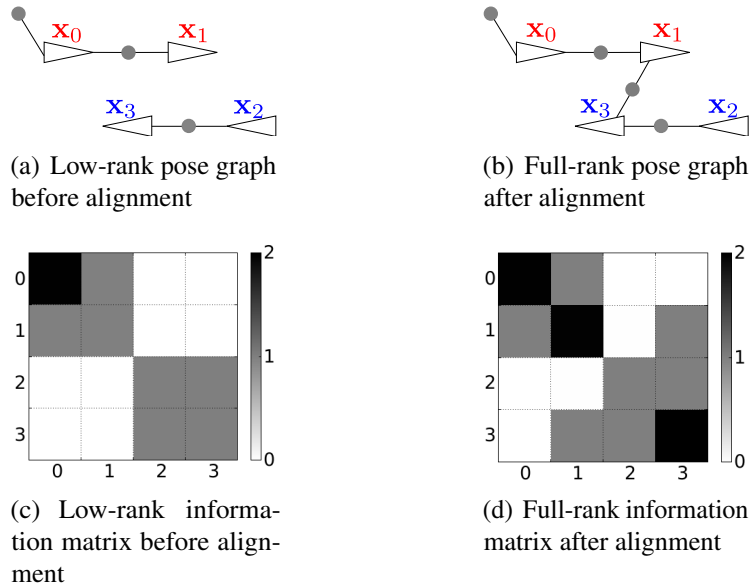 x0 x1
x3 x2
(a) Low-rank pose graph
before alignment
x0 x1
x3 x2
(b) Full-rank pose graph
after alignment
0
1
2
3
0 1 2 3
2
1
0
(c) Low-rank informa-
tion matrix before align-
ment
0
1
2
3
0 1 2 3
2
1
0
(d) Full-rank information
matrix after alignment